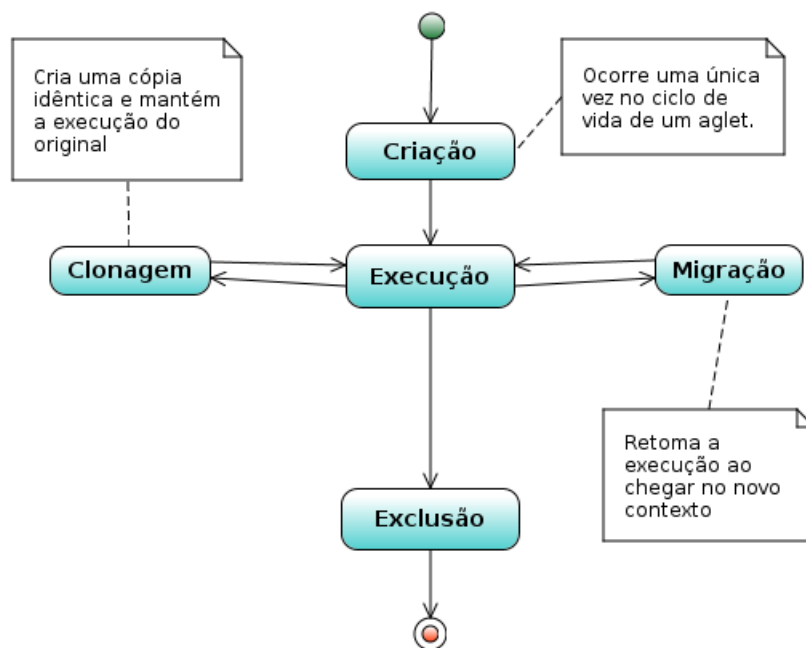 Cria uma cópia
idêntica e mantém
a execução do
original
Ocorre uma única
vez no ciclo de
vida de um aglet.
Criação
Clonagem
Execução
Migração
Retoma a
execução ao
chegar no novo
contexto
Exclusão